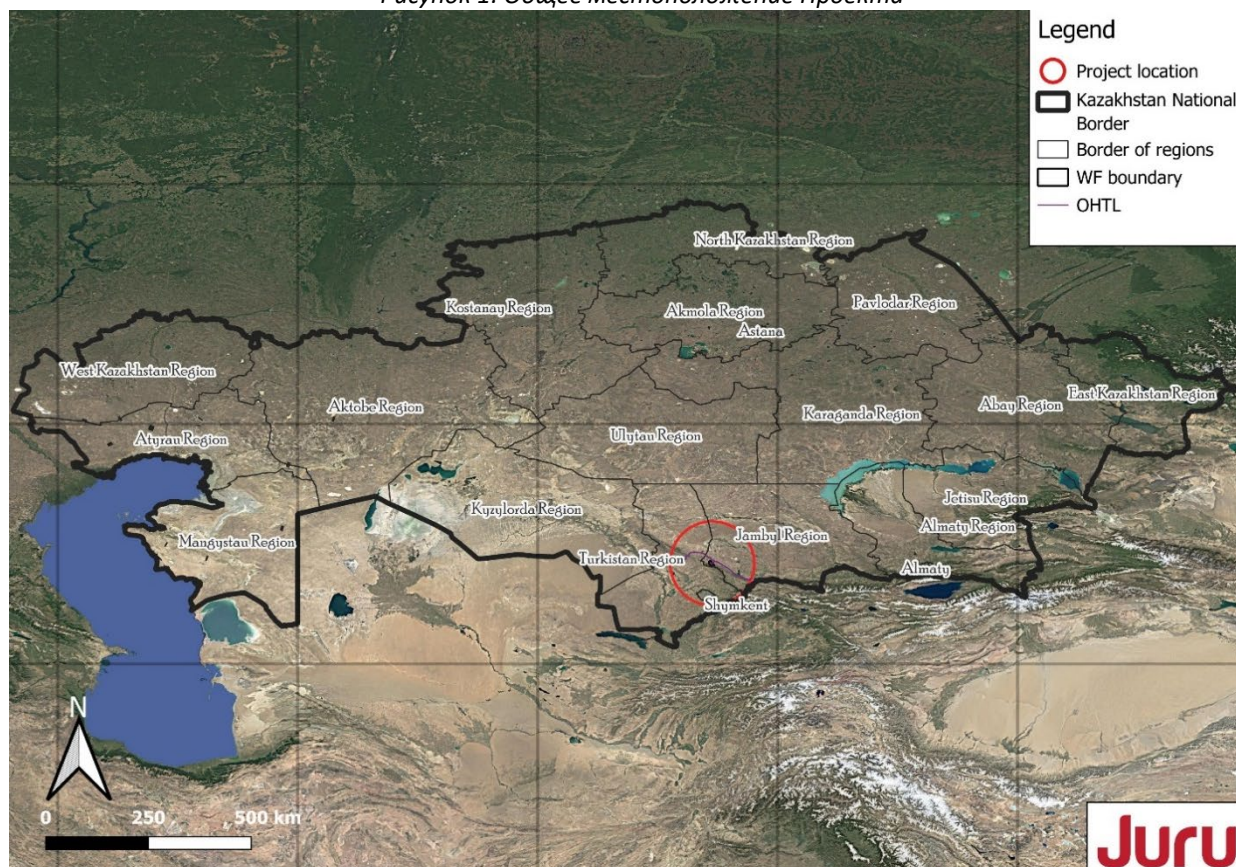 Рисунок 1. Общее местоположение Проекта
Legend
Project location
Kazakhstan National
Border
Border of regions
WF boundary
OHTL
North Kazakhstan Region
Kostanay Region
Akmola Region
Astana
Pavlodar Region
West Kazakhstan Region
Aktobe Region
Karaganda Region
Abay Region
East Kazakhstan Region
Atyrau Region
Ulytau Region
Kyzylorda Region
Jetisu Region
Mangystau Region
Jambyl Region
Almaty Region
Turkistan Region
Almaty
Shymkent
N
0 250 500 km
Juru